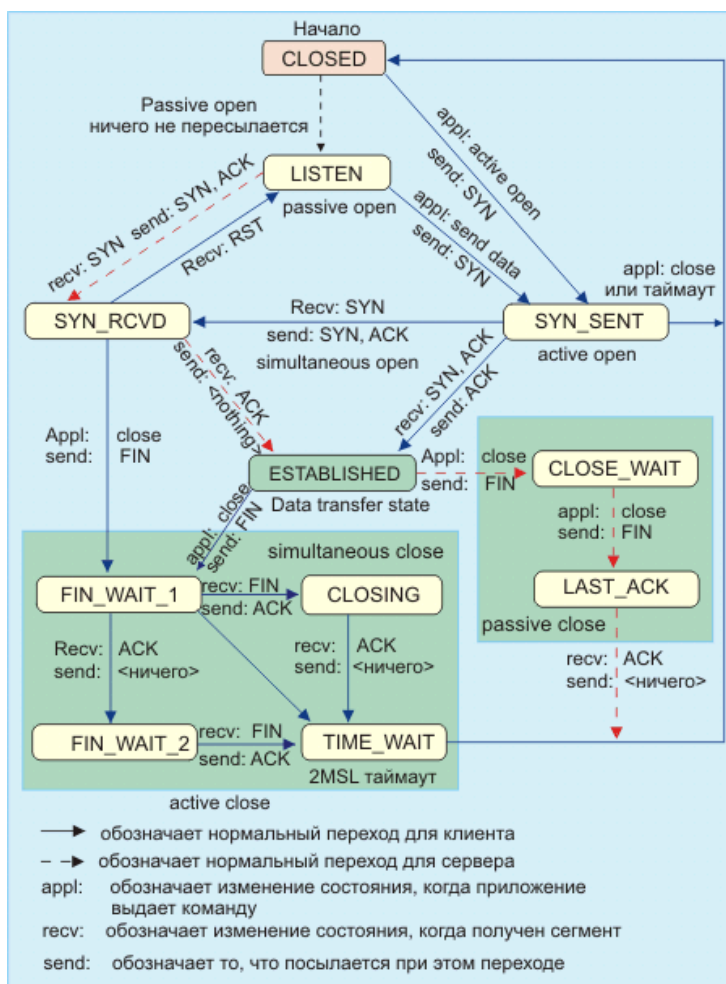 Начало
CLOSED
Passive open
ничего не пересылается
appl: active open
send: SYN
LISTEN
passive open
recv: SYN send: SYN, ACK
Recv: RST
appl: send data
send: SYN
appl: close
или таймаут
SYN_RCVD
Recv: SYN
send: SYN, ACK
simultaneous open
SYN_SENT
active open
recv: ACK
send: <nothing>
recv: SYN, ACK
send: ACK
Appl: close
send: FIN
ESTABLISHED
Data transfer state
Appl: close
send: FIN
CLOSE_WAIT
appl: close
send: FIN
LAST_ACK
passive close
recv: ACK
send: <ничего>
appl: close
send: FIN
simultaneous close
FIN_WAIT_1
recv: FIN
send: ACK
CLOSING
Recv: ACK
send: <ничего>
recv: ACK
send: <ничего>
FIN_WAIT_2
recv: FIN
send: ACK
TIME_WAIT
2MSL таймаут
active close
обозначает нормальный переход для клиента
обозначает нормальный переход для сервера
appl: обозначает изменение состояния, когда приложение
выдает команду
recv: обозначает изменение состояния, когда получен сегмент
send: обозначает то, что посылается при этом переходе